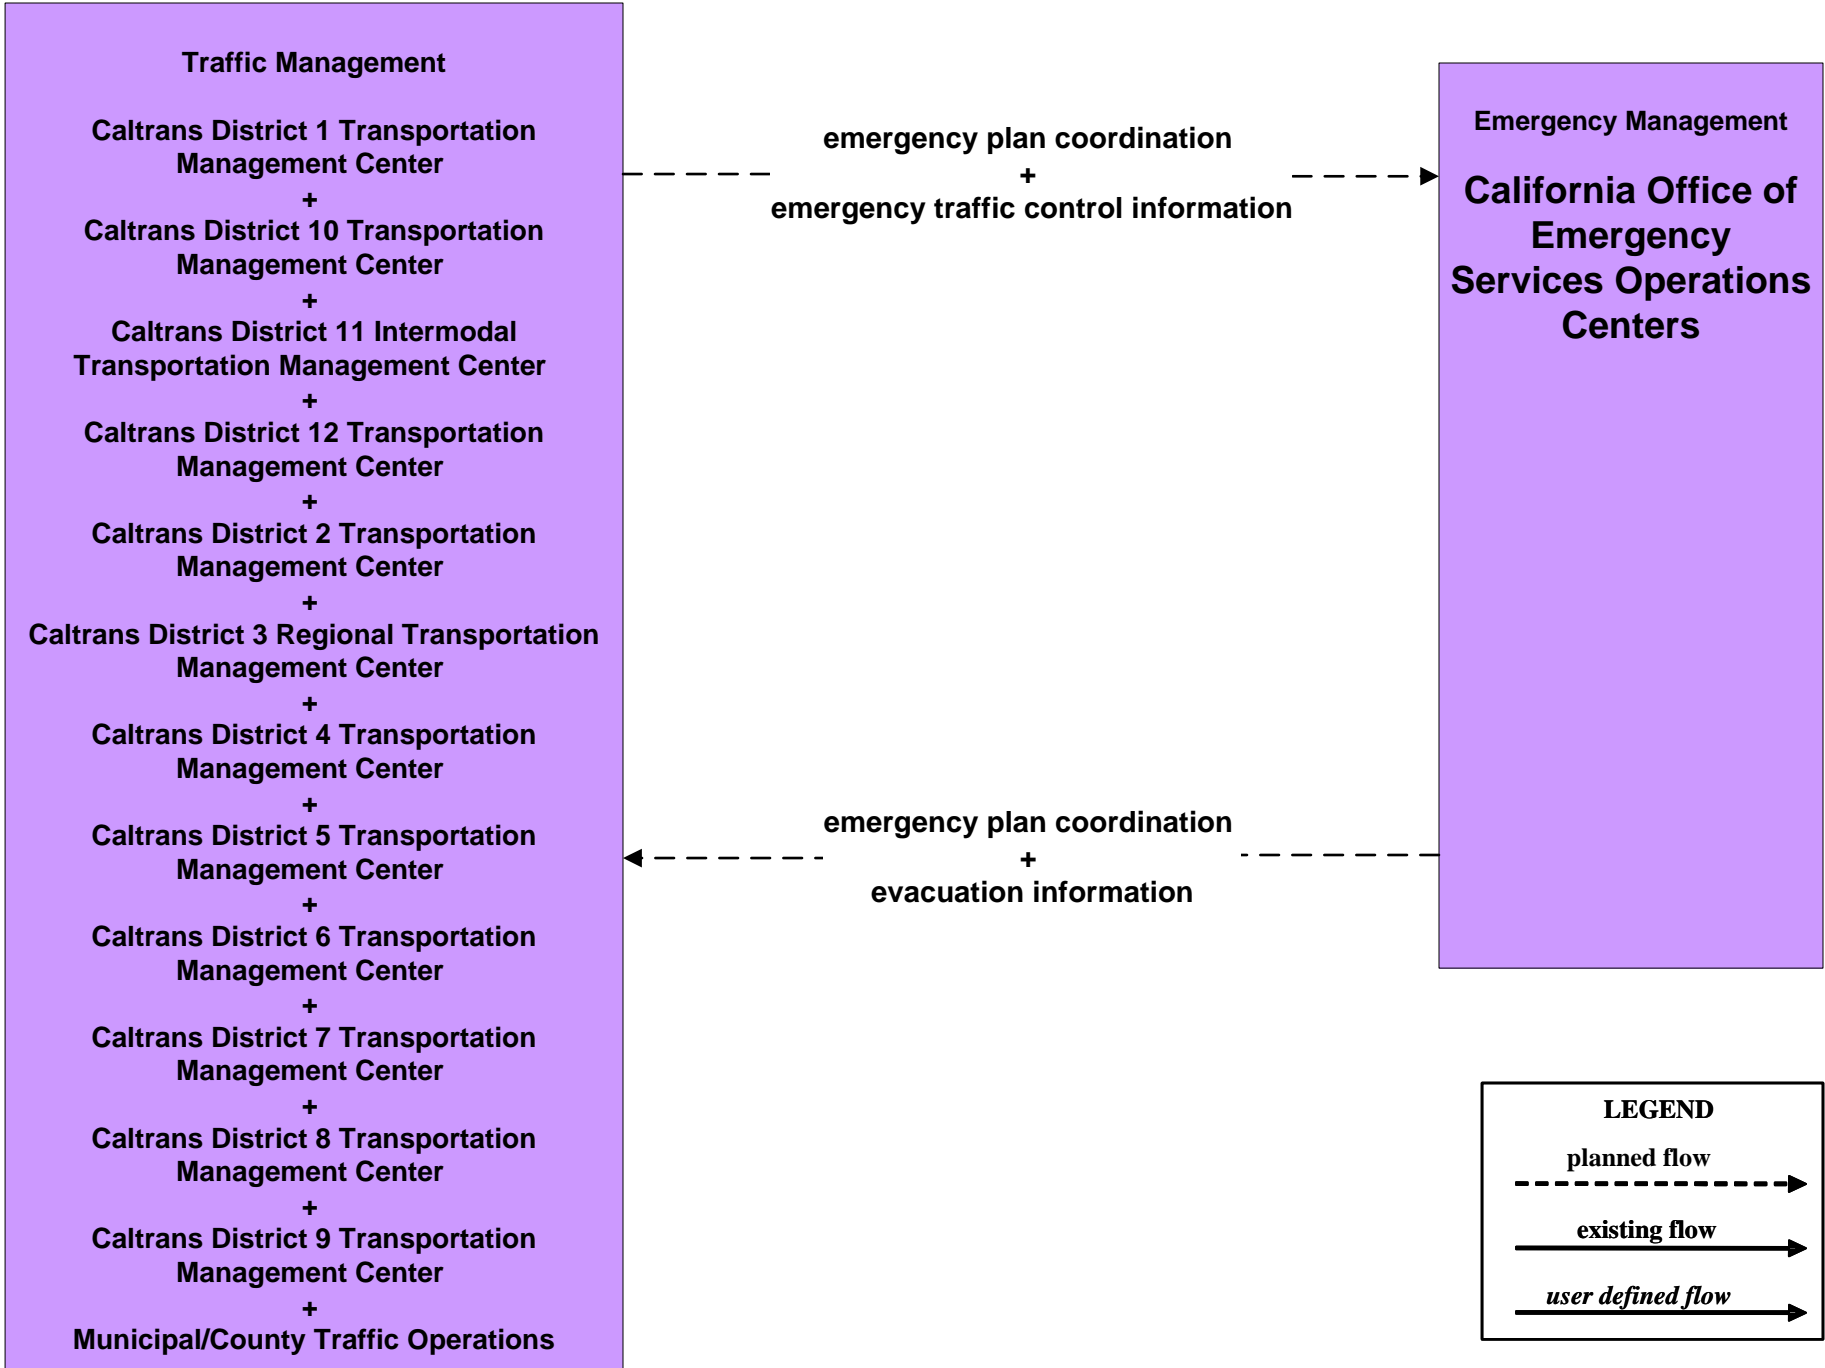 Traffic Management
Caltrans District 1 Transportation
Management Center
+
Caltrans District 10 Transportation
Management Center
+
Caltrans District 11 Intermodal
Transportation Management Center
+
Caltrans District 12 Transportation
Management Center
+
Caltrans District 2 Transportation
Management Center
+
Caltrans District 3 Regional Transportation
Management Center
+
Caltrans District 4 Transportation
Management Center
+
Caltrans District 5 Transportation
Management Center
+
Caltrans District 6 Transportation
Management Center
+
Caltrans District 7 Transportation
Management Center
+
Caltrans District 8 Transportation
Management Center
+
Caltrans District 9 Transportation
Management Center
+
Municipal/County Traffic Operations
emergency plan coordination
+
emergency traffic control information
emergency plan coordination
+
evacuation information
Emergency Management
California Office of
Emergency
Services Operations
Centers
LEGEND
planned flow
existing flow
user defined flow